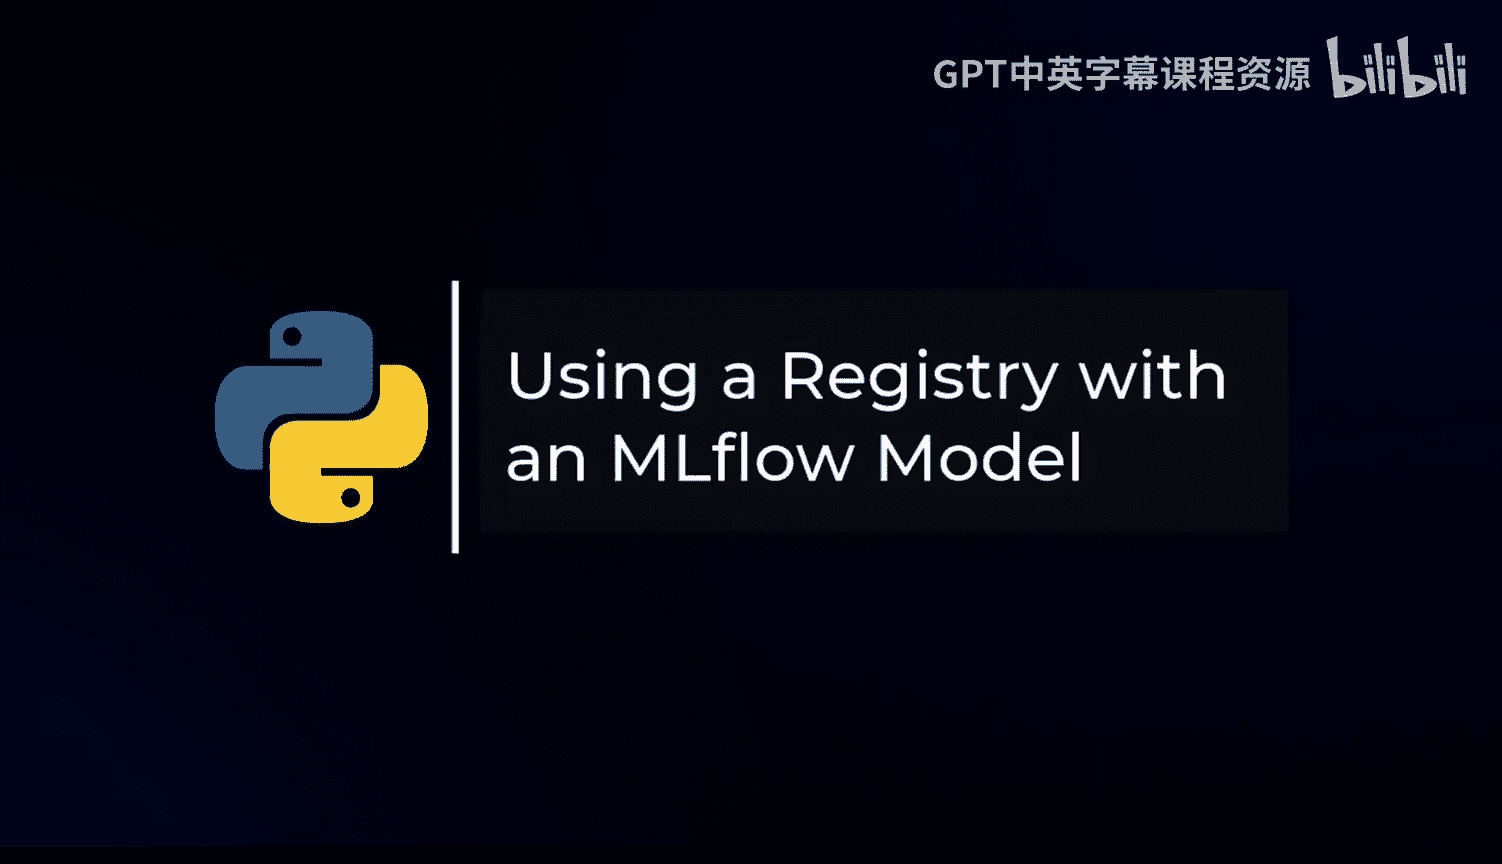 GPT中英字幕课程资源 bilibili
Using a Registry with
an MLflow Model